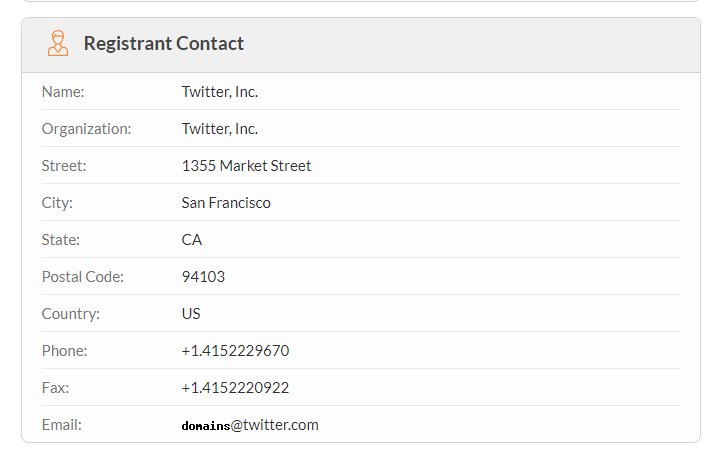 Registrant Contact
Name: Twitter, Inc.
Organization: Twitter, Inc.
Street: 1355 Market Street
City: San Francisco
State: CA
Postal Code: 94103
Country: US
Phone: +1.4152229670
Fax: +1.4152220922
Email: domains@twitter.com